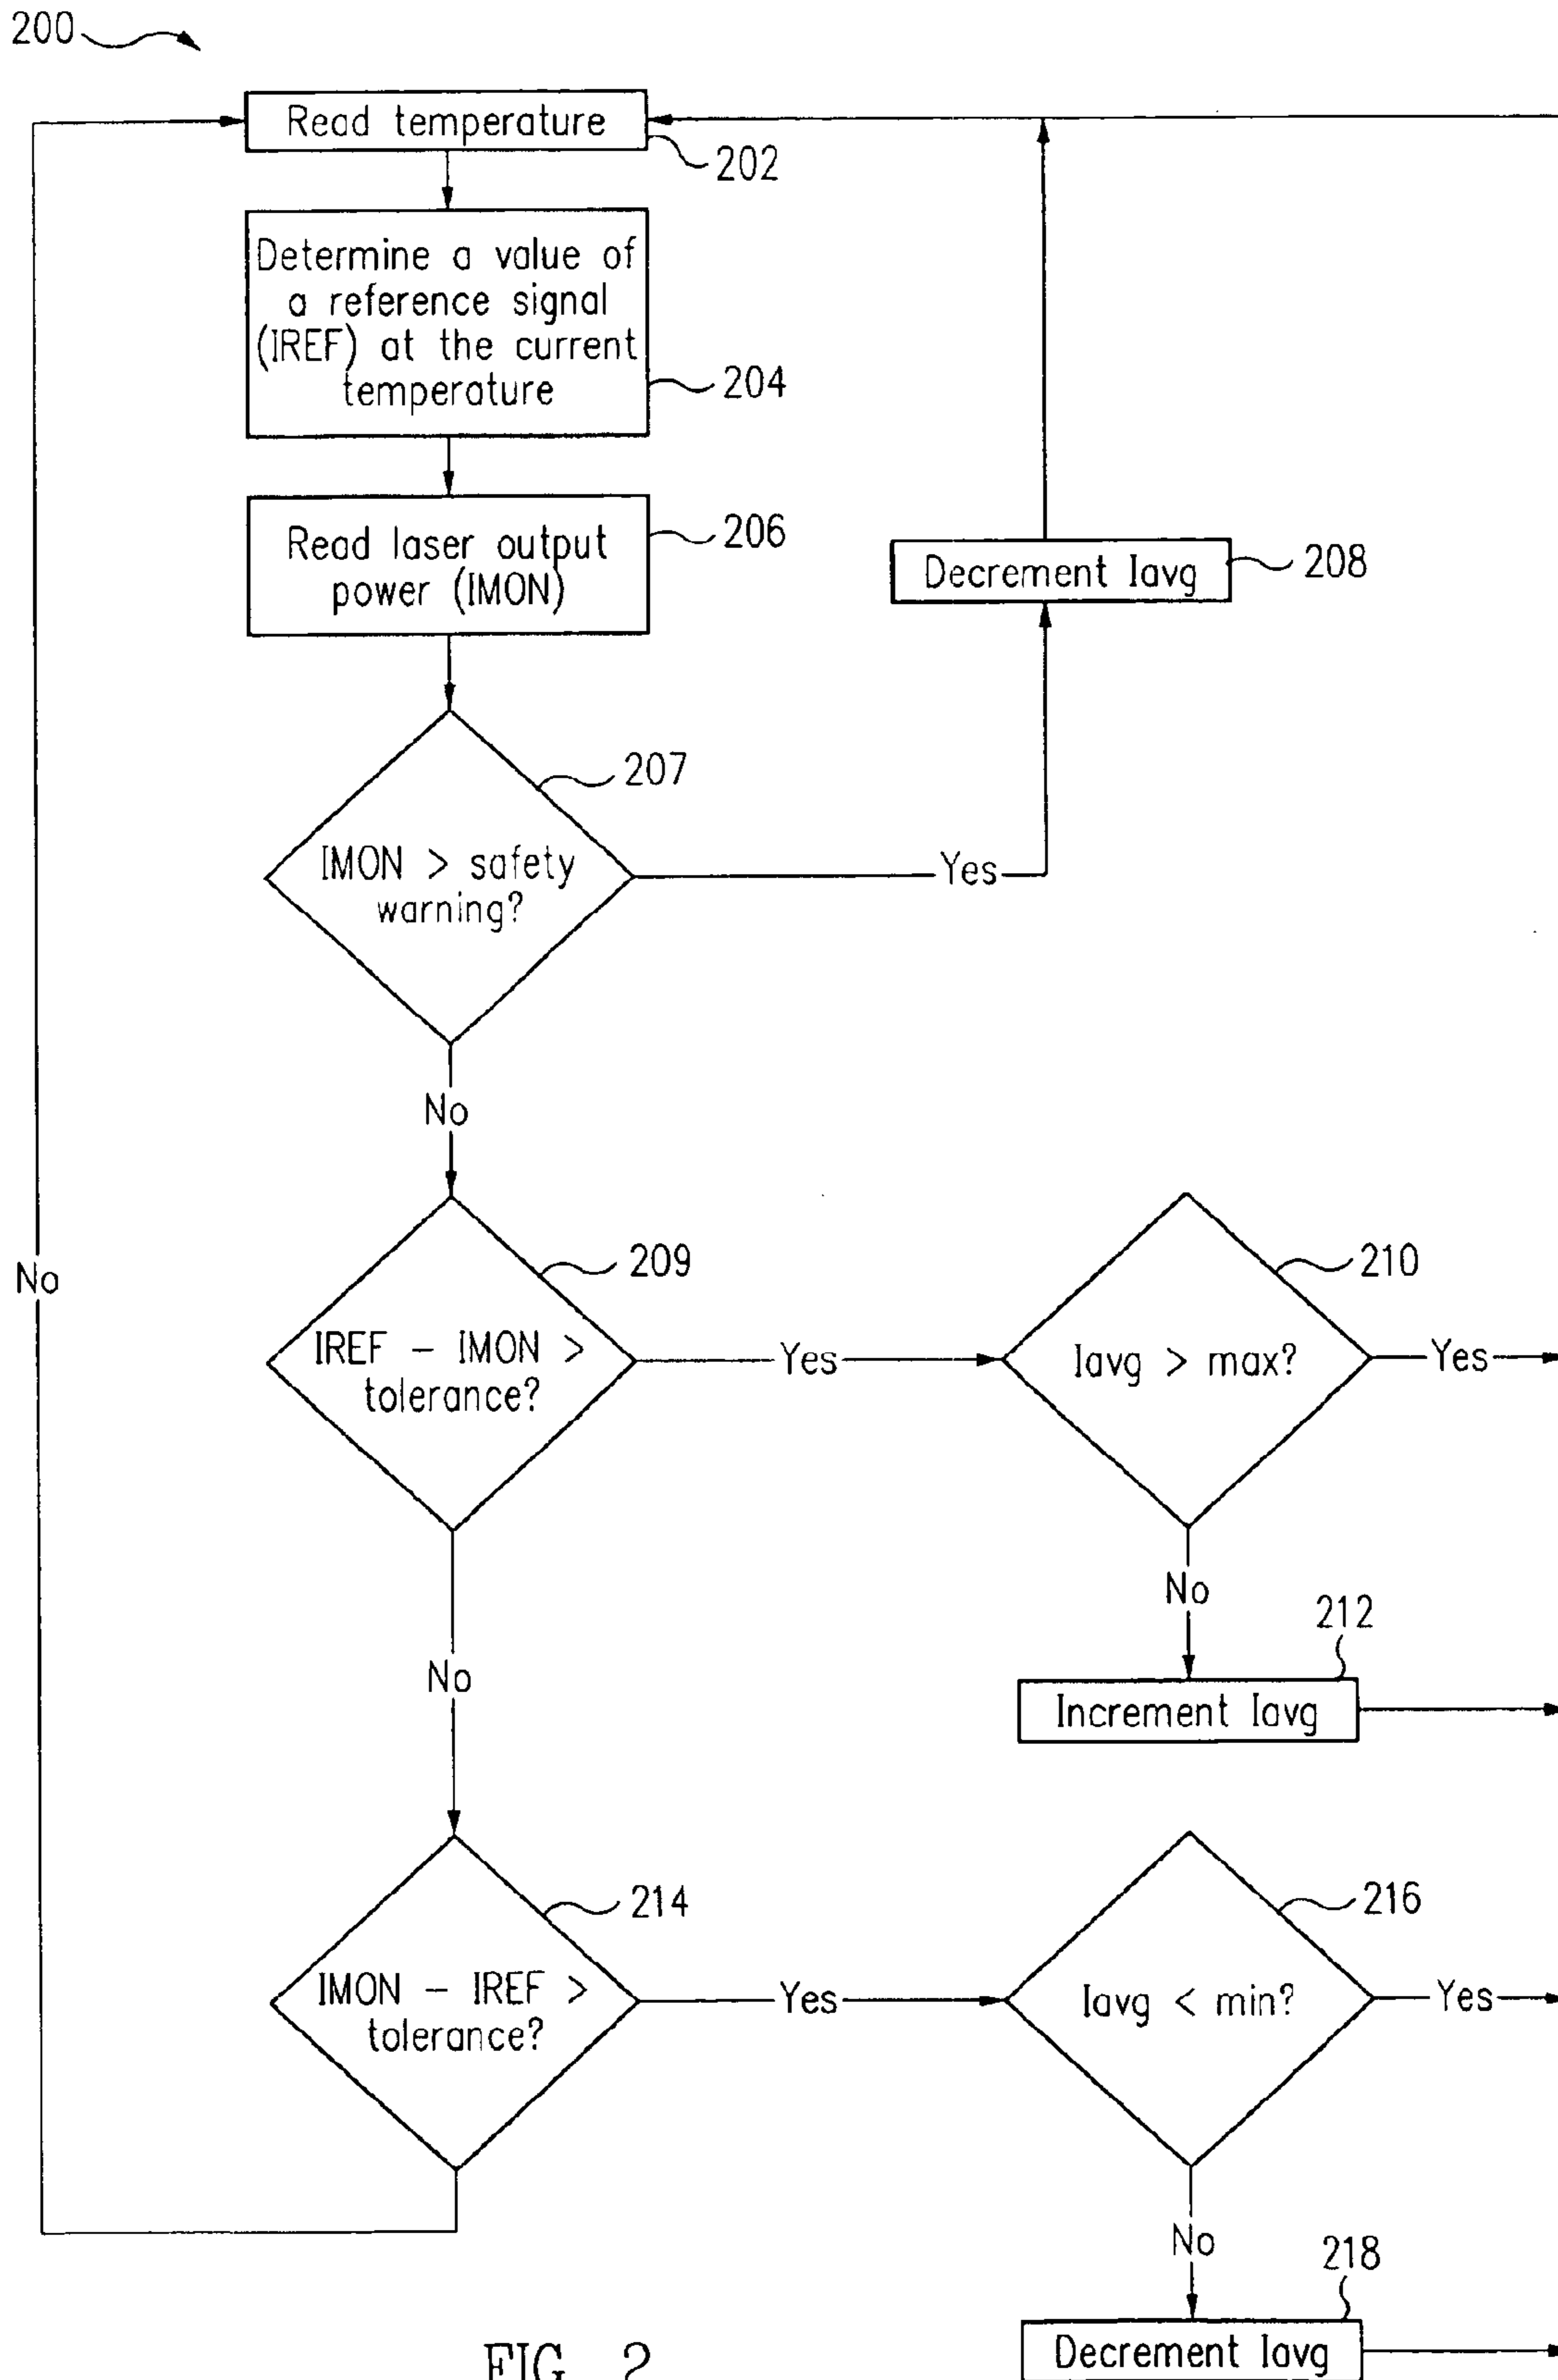 200
Read temperature
202
Determine a value of
a reference signal
(IREF) at the current
temperature
204
Read laser output
power (IMON)
206
Decrement Iavg
208
IMON > safety
warning?
207
Yes
No
IREF – IMON >
tolerance?
209
Yes
Iavg > max?
210
Yes
No
No
Increment Iavg
212
No
IMON – IREF >
tolerance?
214
Yes
Iavg < min?
216
Yes
No
Decrement Iavg
218
FIG. 2